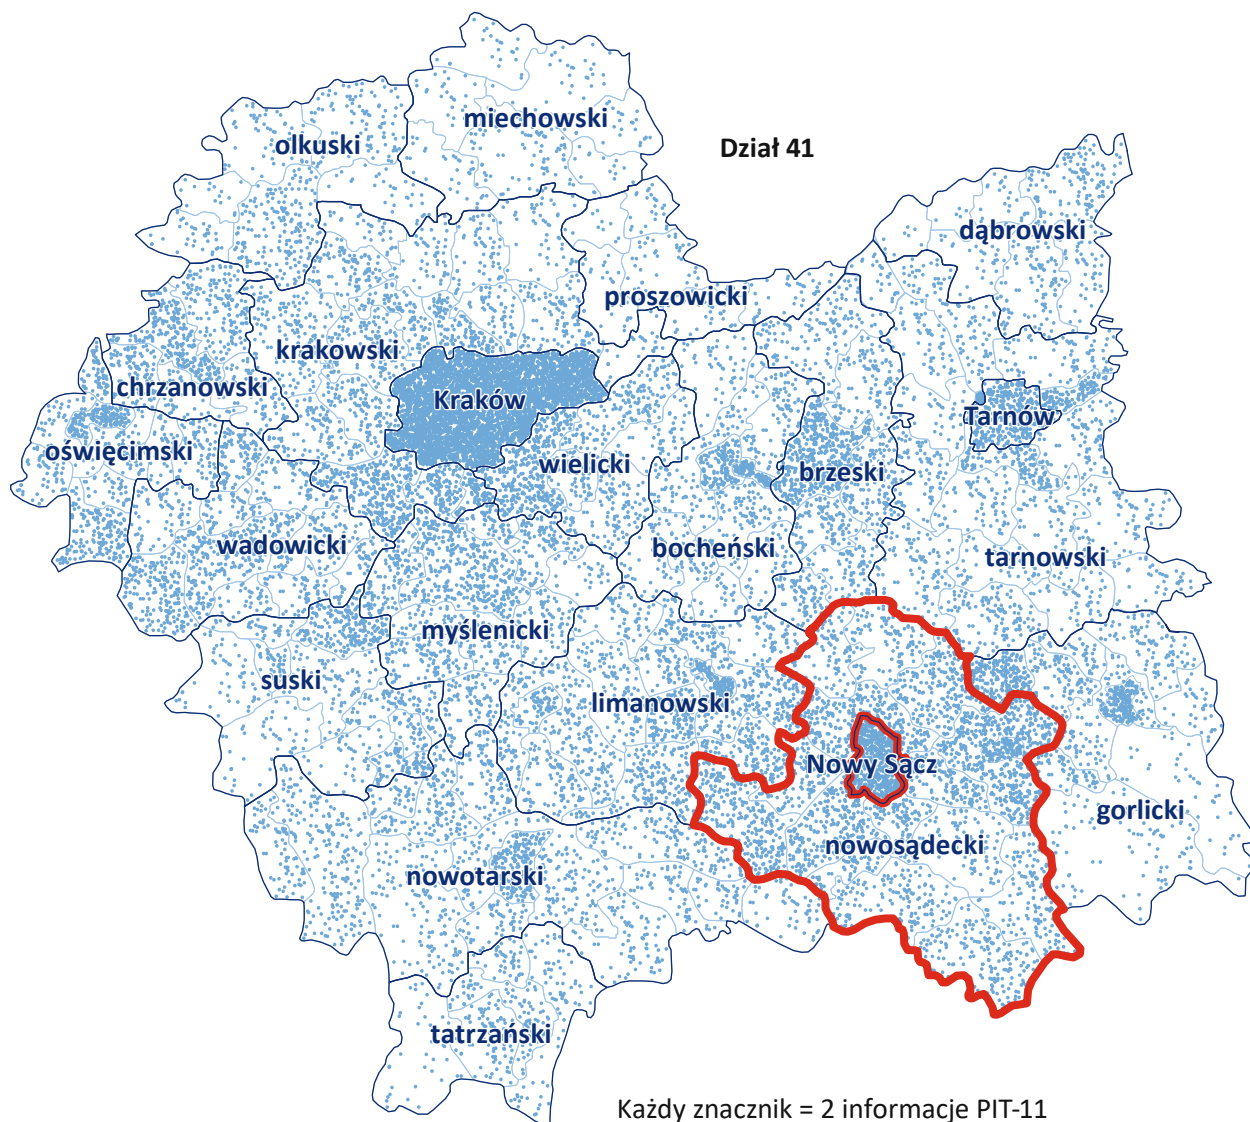 miechowski
olkuski
Dział 41
dąbrowski
proszowicki
krakowski
chrzanowski
Kraków
Tarnów
oświęcimski
wielicki
brzeski
wadowicki
bocheński
tarnowski
myślenicki
suski
limanowski
Nowy Sącz
gorlicki
nowosądecki
nowotarski
tatrzański
Każdy znacznik = 2 informacje PIT-11